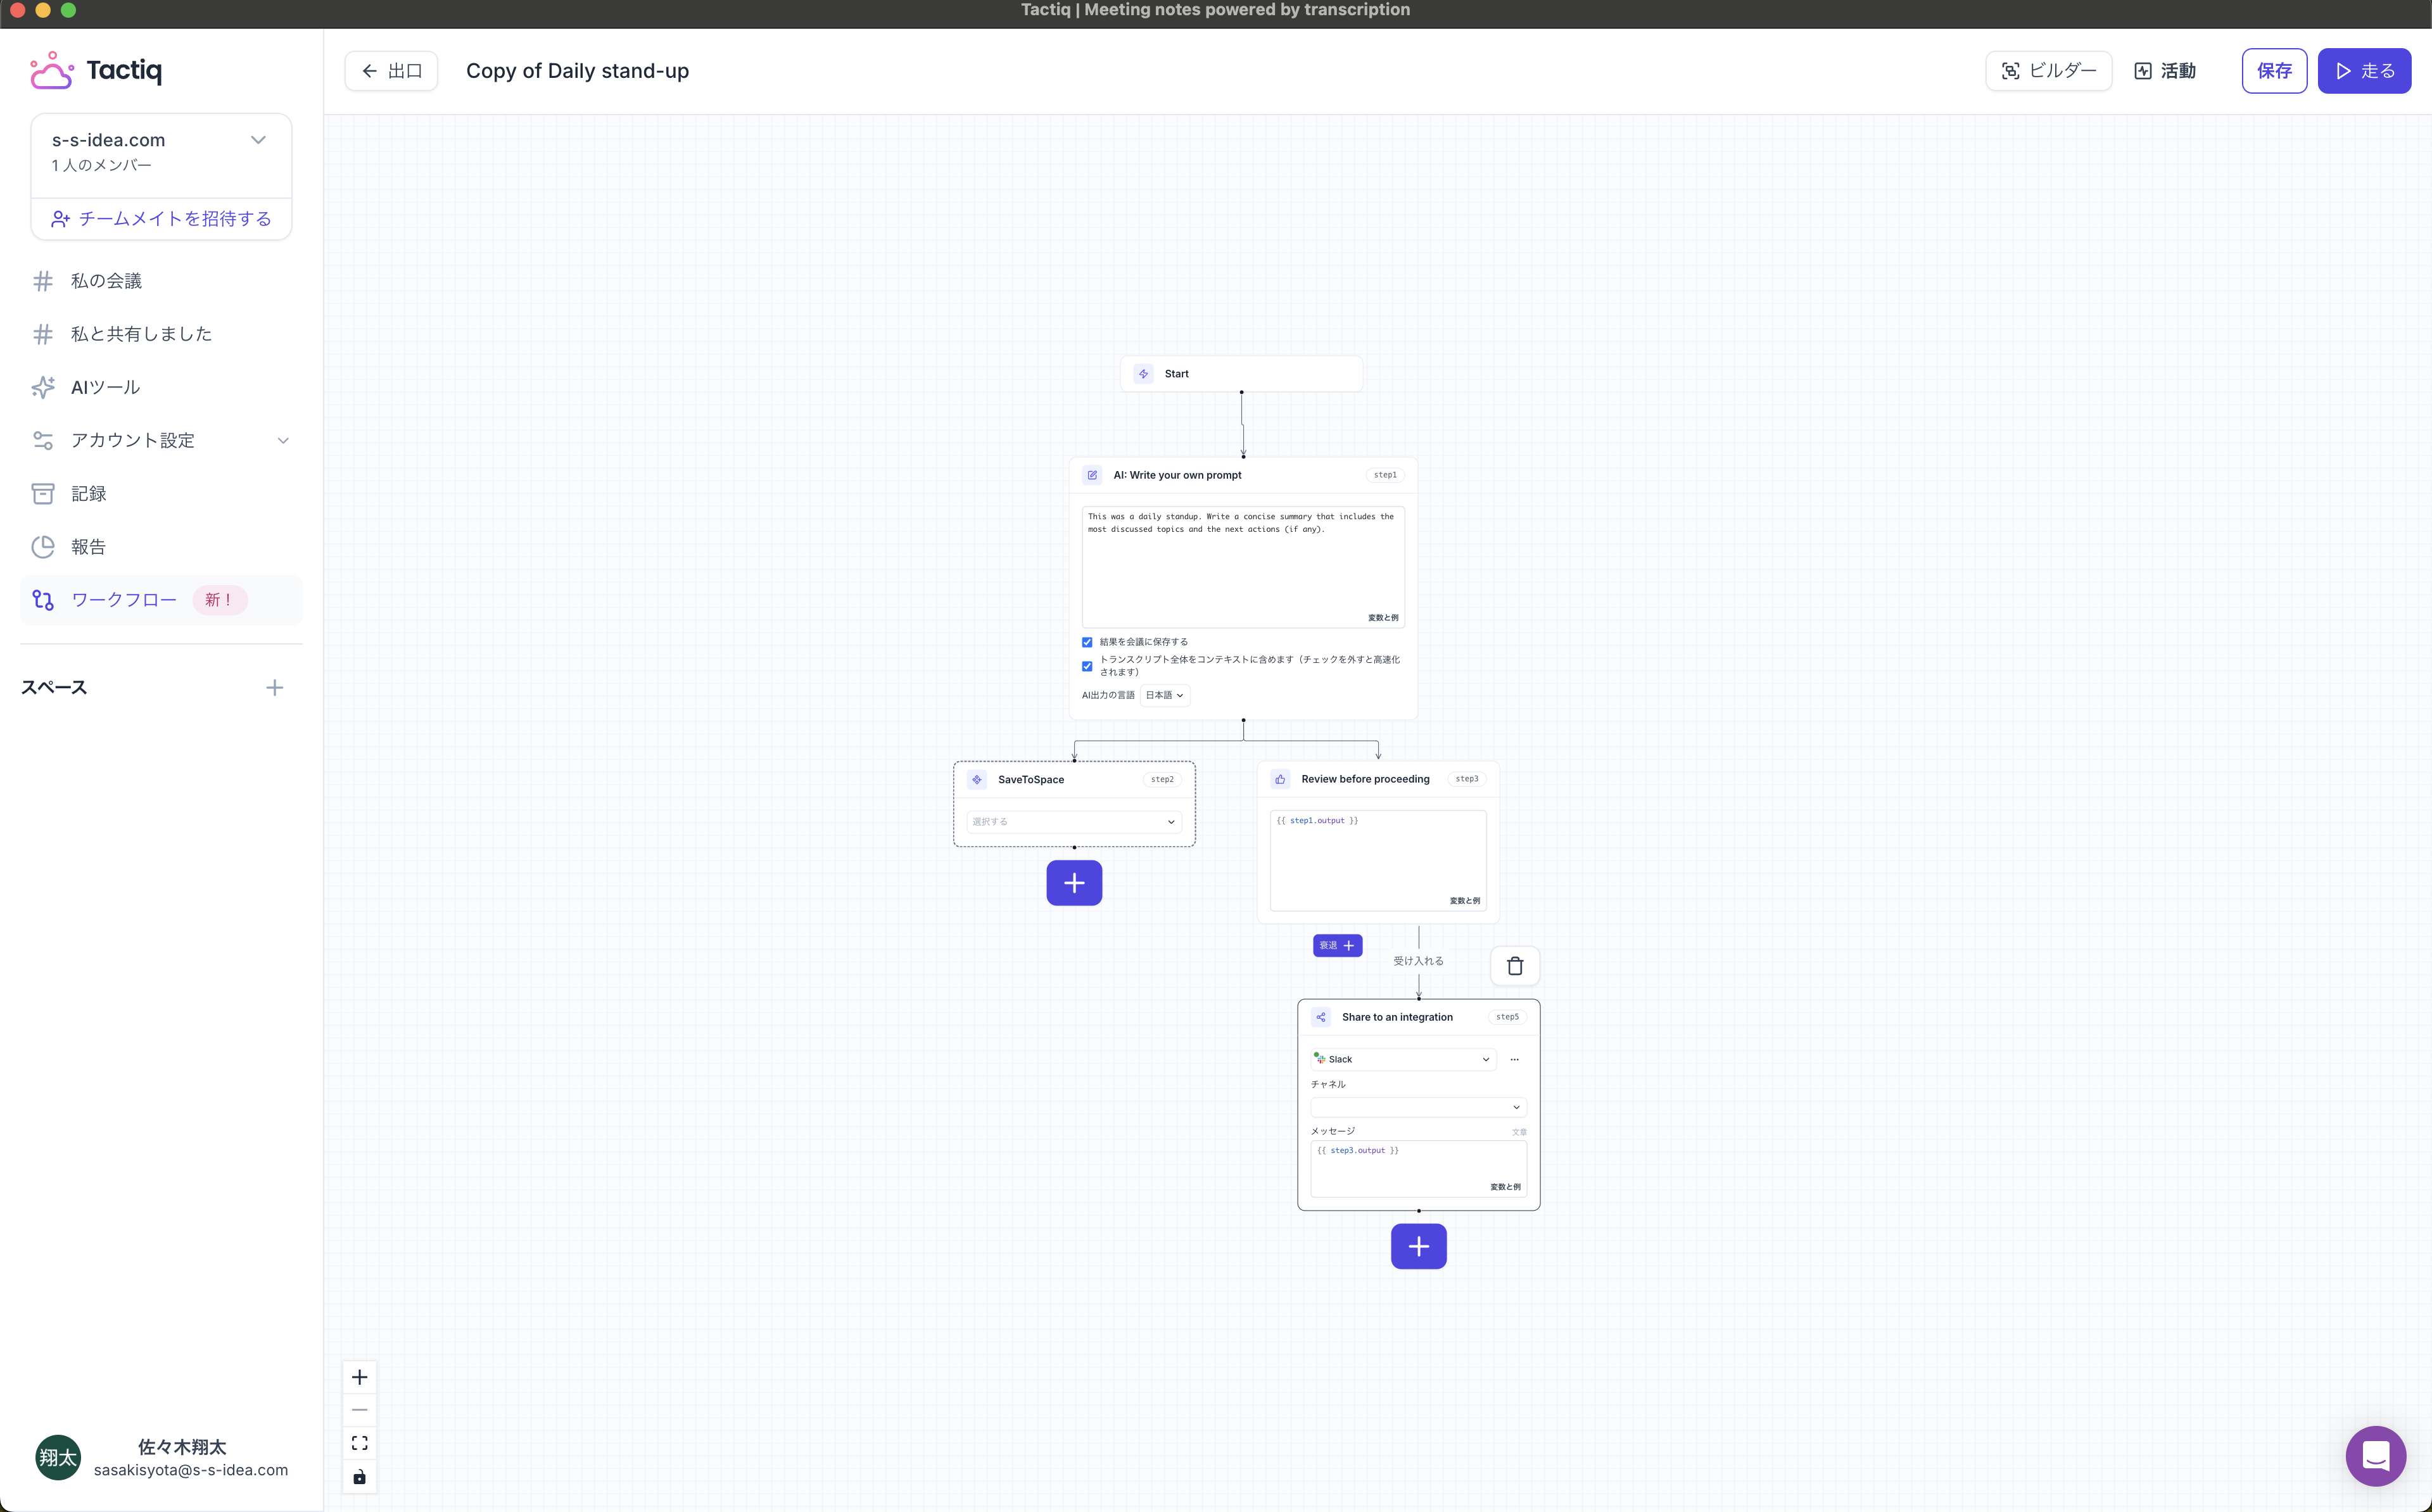 Tactiq | Meeting notes powered by transcription
Tactiq
s-s-idea.com
1 人のメンバー
チームメイトを招待する
私の会議
私と共有しました
AIツール
アカウント設定
記録
報告
ワークフロー 新！
スペース
翔太
佐々木翔太
sasakisyota@s-s-idea.com
出口
Copy of Daily stand-up
ビルダー
活動
保存
走る
Start
AI: Write your own prompt step1
This was a daily standup. Write a concise summary that includes the
most discussed topics and the next actions (if any).
変数と例
結果を会議に保存する
トランスクリプト全体をコンテキストに含めます（チェックを外すと高速化
されます）
AI出力の言語 日本語
SaveToSpace step2
選択する
Review before proceeding step3
{{ step1.output }}
変数と例
衰退
受け入れる
Share to an integration step5
Slack
チャネル
メッセージ 文章
{{ step3.output }}
変数と例